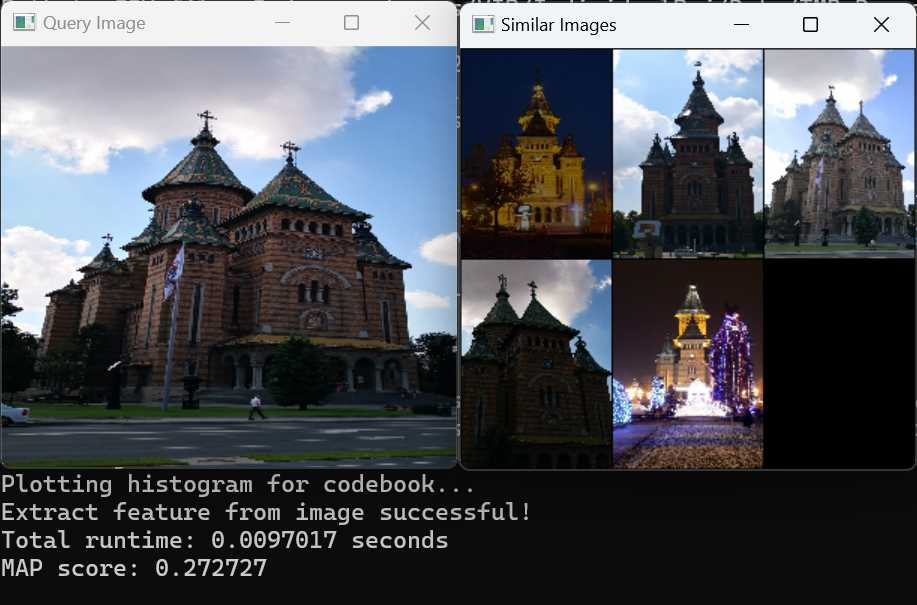 Query Image
Similar Images
Plotting histogram for codebook...
Extract feature from image successful!
Total runtime: 0.0097017 seconds
MAP score: 0.272727